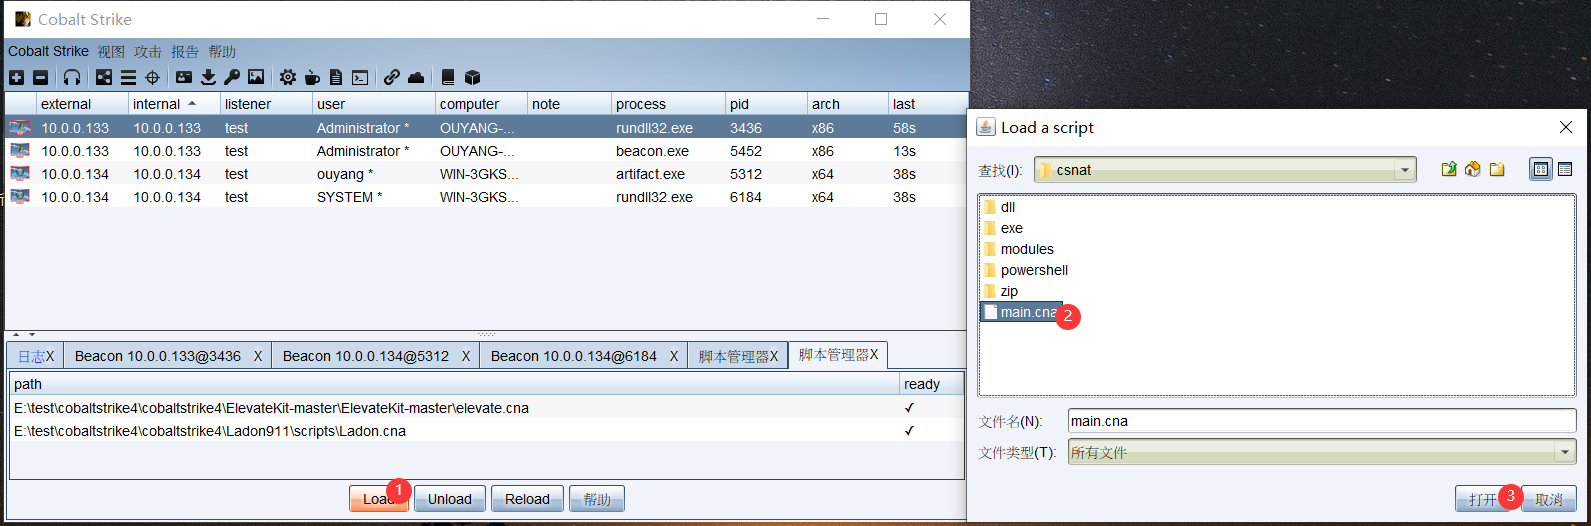 Cobalt Strike
Cobalt Strike 视图 攻击 报告 帮助
external internal listener user computer note process pid arch last
10.0.0.133 10.0.0.133 test Administrator * OUYANG-... rundll32.exe 3436 x86 58s
10.0.0.133 10.0.0.133 test Administrator * OUYANG-... beacon.exe 5452 x86 13s
10.0.0.134 10.0.0.134 test ouyang * WIN-3GKS... artifact.exe 5312 x64 38s
10.0.0.134 10.0.0.134 test SYSTEM * WIN-3GKS... rundll32.exe 6184 x64 38s
日志X Beacon 10.0.0.133@3436 X Beacon 10.0.0.134@5312 X Beacon 10.0.0.134@6184 X 脚本管理器X 脚本管理器X
path ready
E:\test\cobaltstrike4\cobaltstrike4\ElevateKit-master\ElevateKit-master\elevate.cna ✓
E:\test\cobaltstrike4\cobaltstrike4\Ladon911\scripts\Ladon.cna ✓
Load 1 Unload Reload 帮助
Load a script
查找(I): csnat
dll
exe
modules
powershell
zip
main.cna 2
文件名(N): main.cna
文件类型(T): 所有文件
打开 3 取消